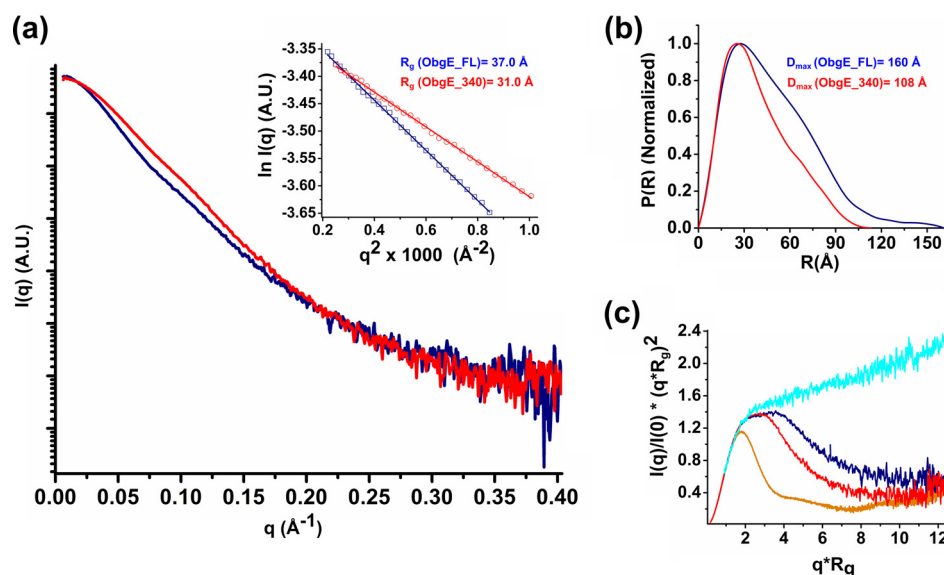 (a)
I(q) (A.U.)
0.00 0.05 0.10 0.15 0.20 0.25 0.30 0.35 0.40
q (Å-1)
-3.35
-3.40
-3.45
-3.50
-3.55
-3.60
-3.65
ln I(q) (A.U.)
Rg (ObgE_FL)= 37.0 Å
Rg (ObgE_340)= 31.0 Å
0.2 0.4 0.6 0.8 1.0
q2 x 1000 (Å-2)
(b)
P(R) (Normalized)
1.0
0.8
0.6
0.4
0.2
0.0
Dmax (ObgE_FL)= 160 Å
Dmax (ObgE_340)= 108 Å
0 30 60 90 120 150
R(Å)
(c)
I(q)/I(0) * (q*Rg)2
2.4
2.0
1.6
1.2
0.8
0.4
2 4 6 8 10 12
q*Rg